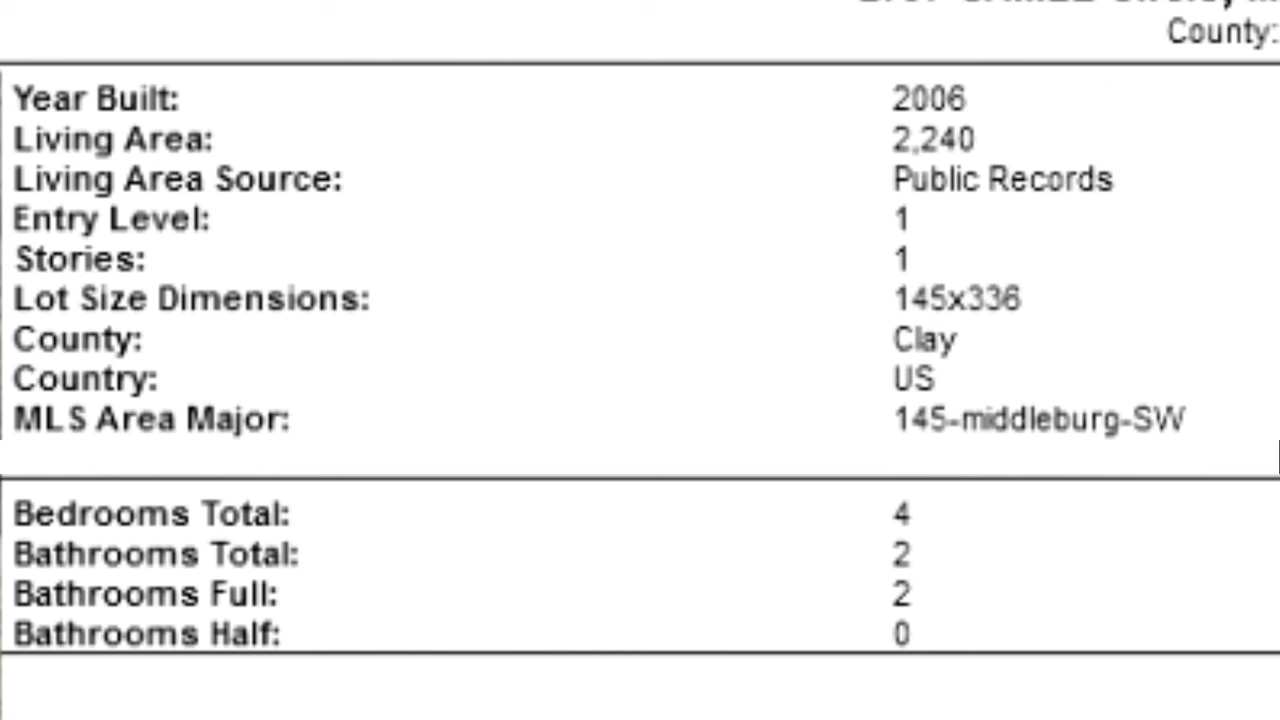 County:
Year Built: 2006
Living Area: 2,240
Living Area Source: Public Records
Entry Level: 1
Stories: 1
Lot Size Dimensions: 145x336
County: Clay
Country: US
MLS Area Major: 145-middleburg-SW
Bedrooms Total: 4
Bathrooms Total: 2
Bathrooms Full: 2
Bathrooms Half: 0